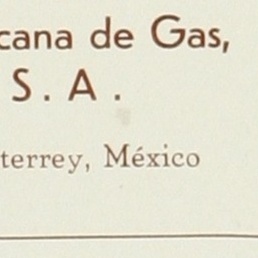 cana de Gas,
S. A.
terrey, México